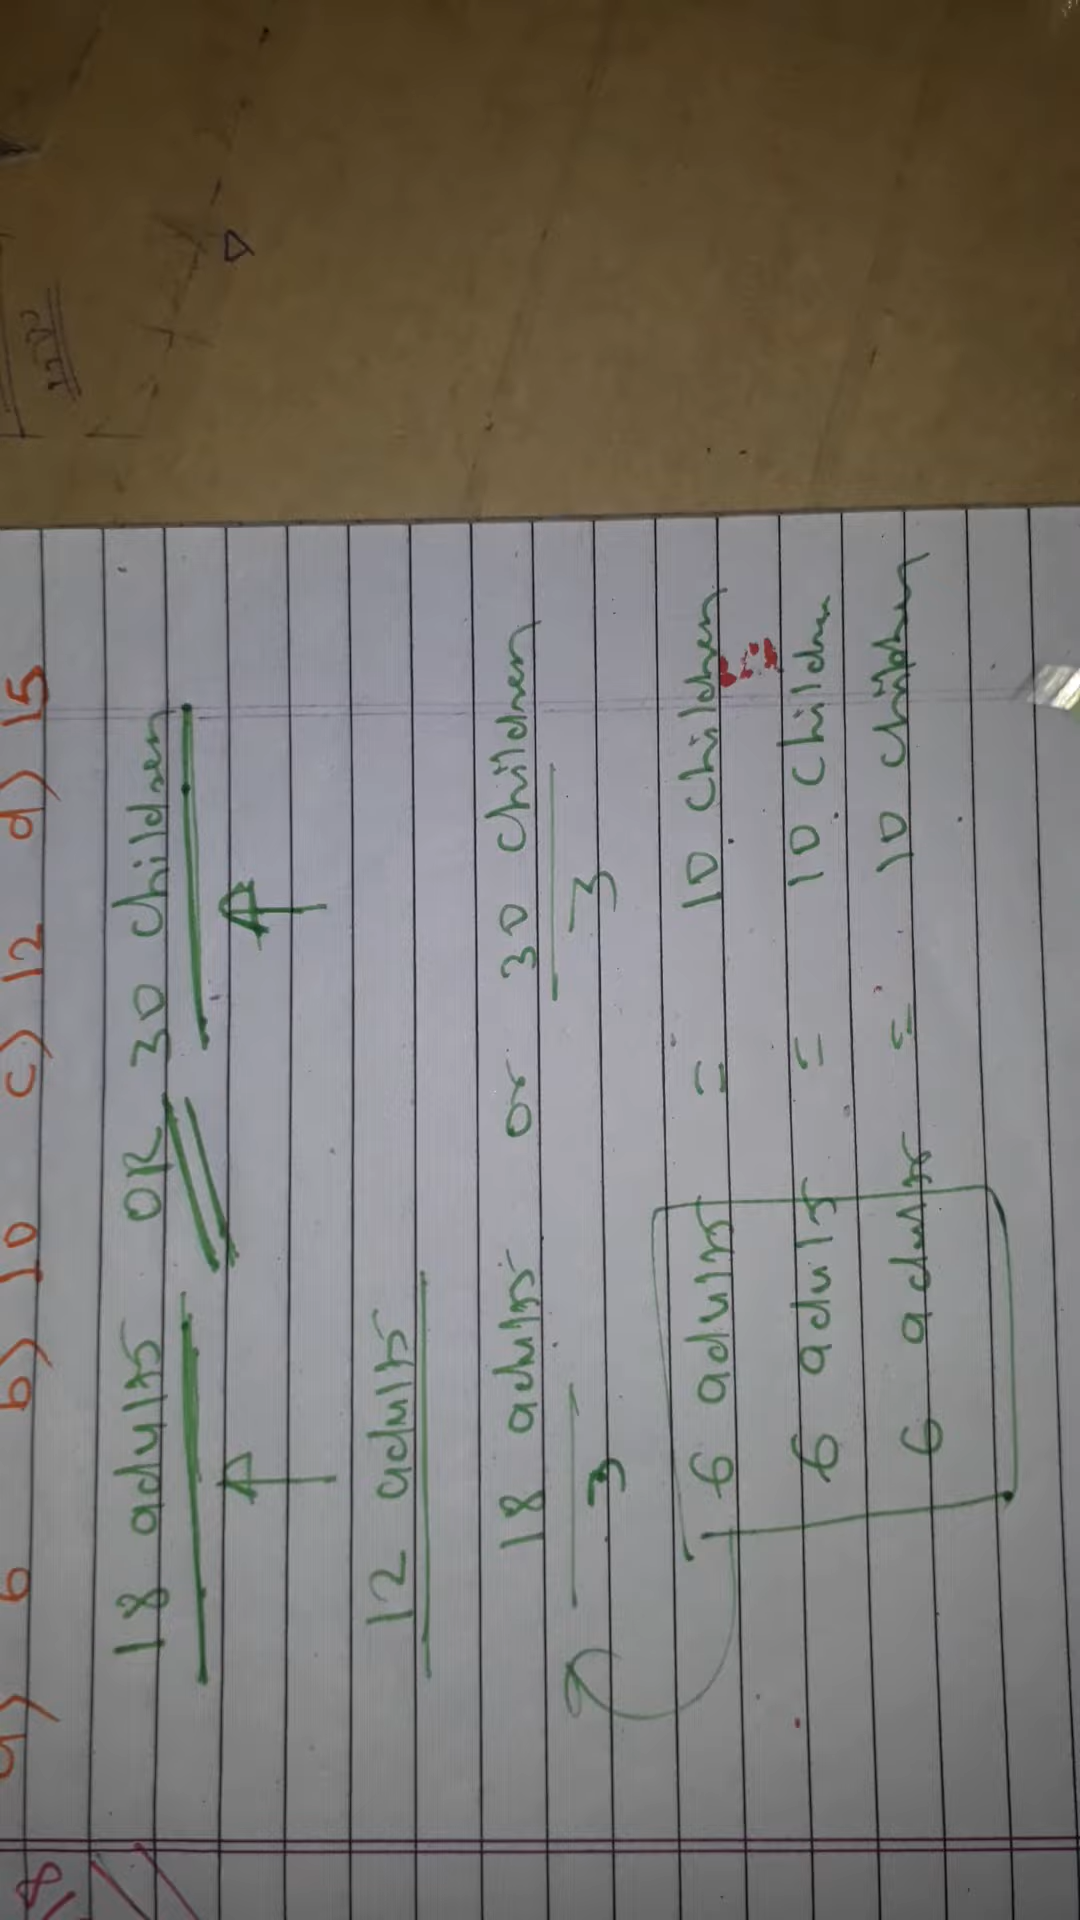 a) 6 b) 10 c) 12 d) 15
18 adults OR 30 children
12 adults
18 adults or 30 children
3 3
6 adults = 10 children
6 adults = 10 children
6 adults = 10 children